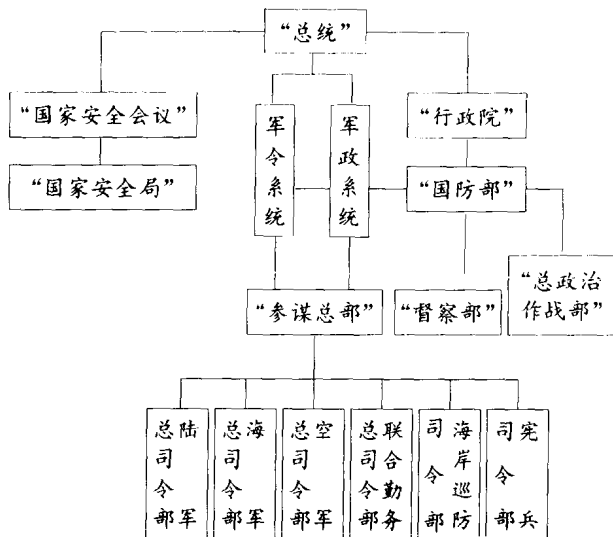 “总统”
“国家安全会议”
军令系统
军政系统
“行政院”
“国家安全局”
“国防部”
“参谋总部”
“督察部”
“总政治
作战部”
陆军
总司令部
海军
总司令部
空军
总司令部
联合勤务
总司令部
海岸巡防
司令部
宪兵
司令部